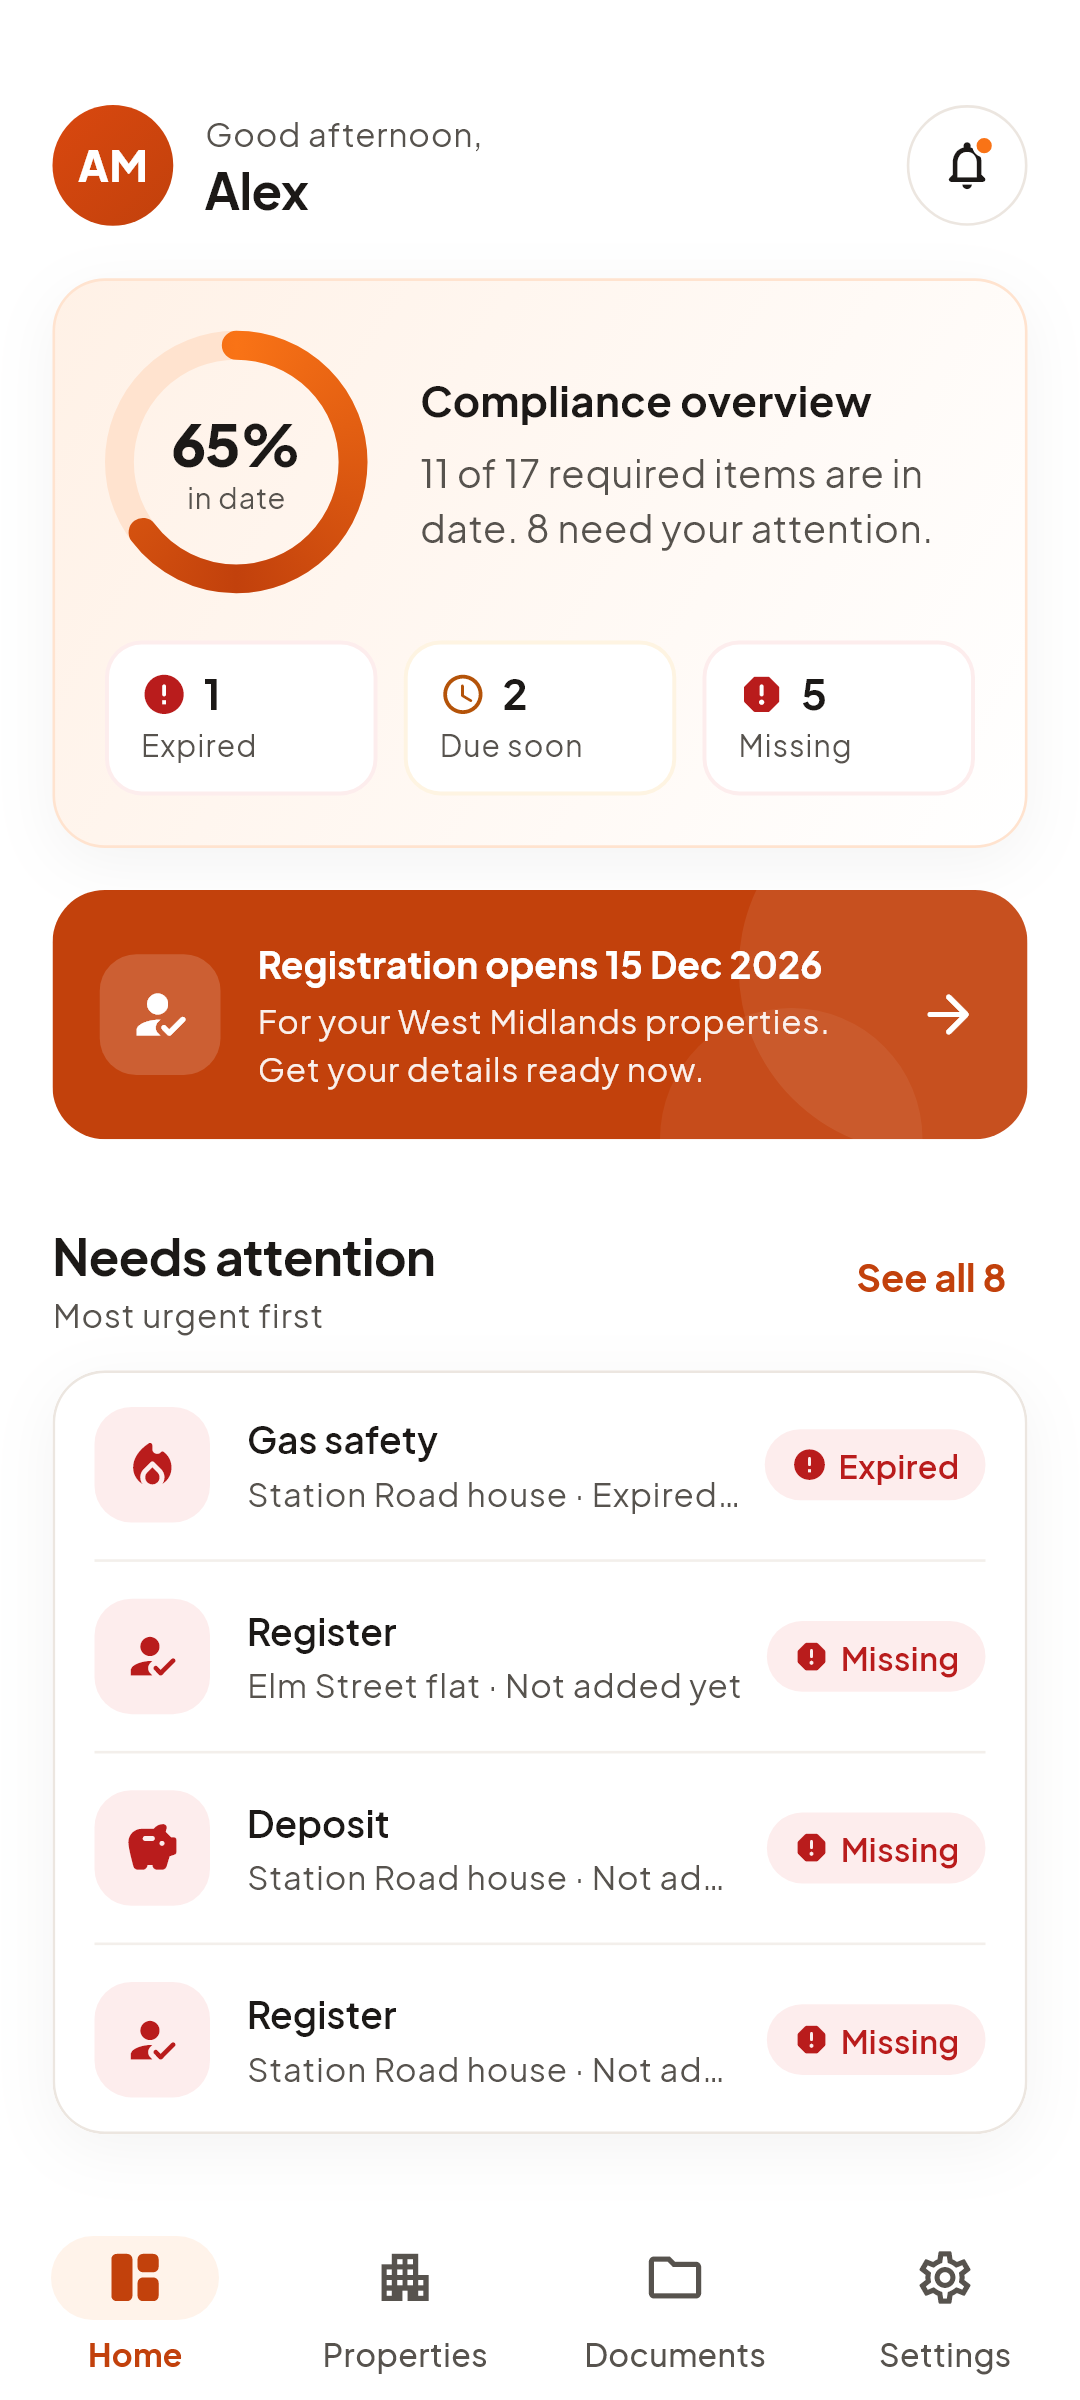 AM
Good afternoon,
Alex
65%
in date
Compliance overview
11 of 17 required items are in
date. 8 need your attention.
1
Expired
2
Due soon
5
Missing
Registration opens 15 Dec 2026
For your West Midlands properties.
Get your details ready now.
Needs attention
Most urgent first
See all 8
Gas safety
Station Road house · Expired...
Expired
Register
Elm Street flat · Not added yet
Missing
Deposit
Station Road house · Not ad...
Missing
Register
Station Road house · Not ad...
Missing
Home
Properties
Documents
Settings